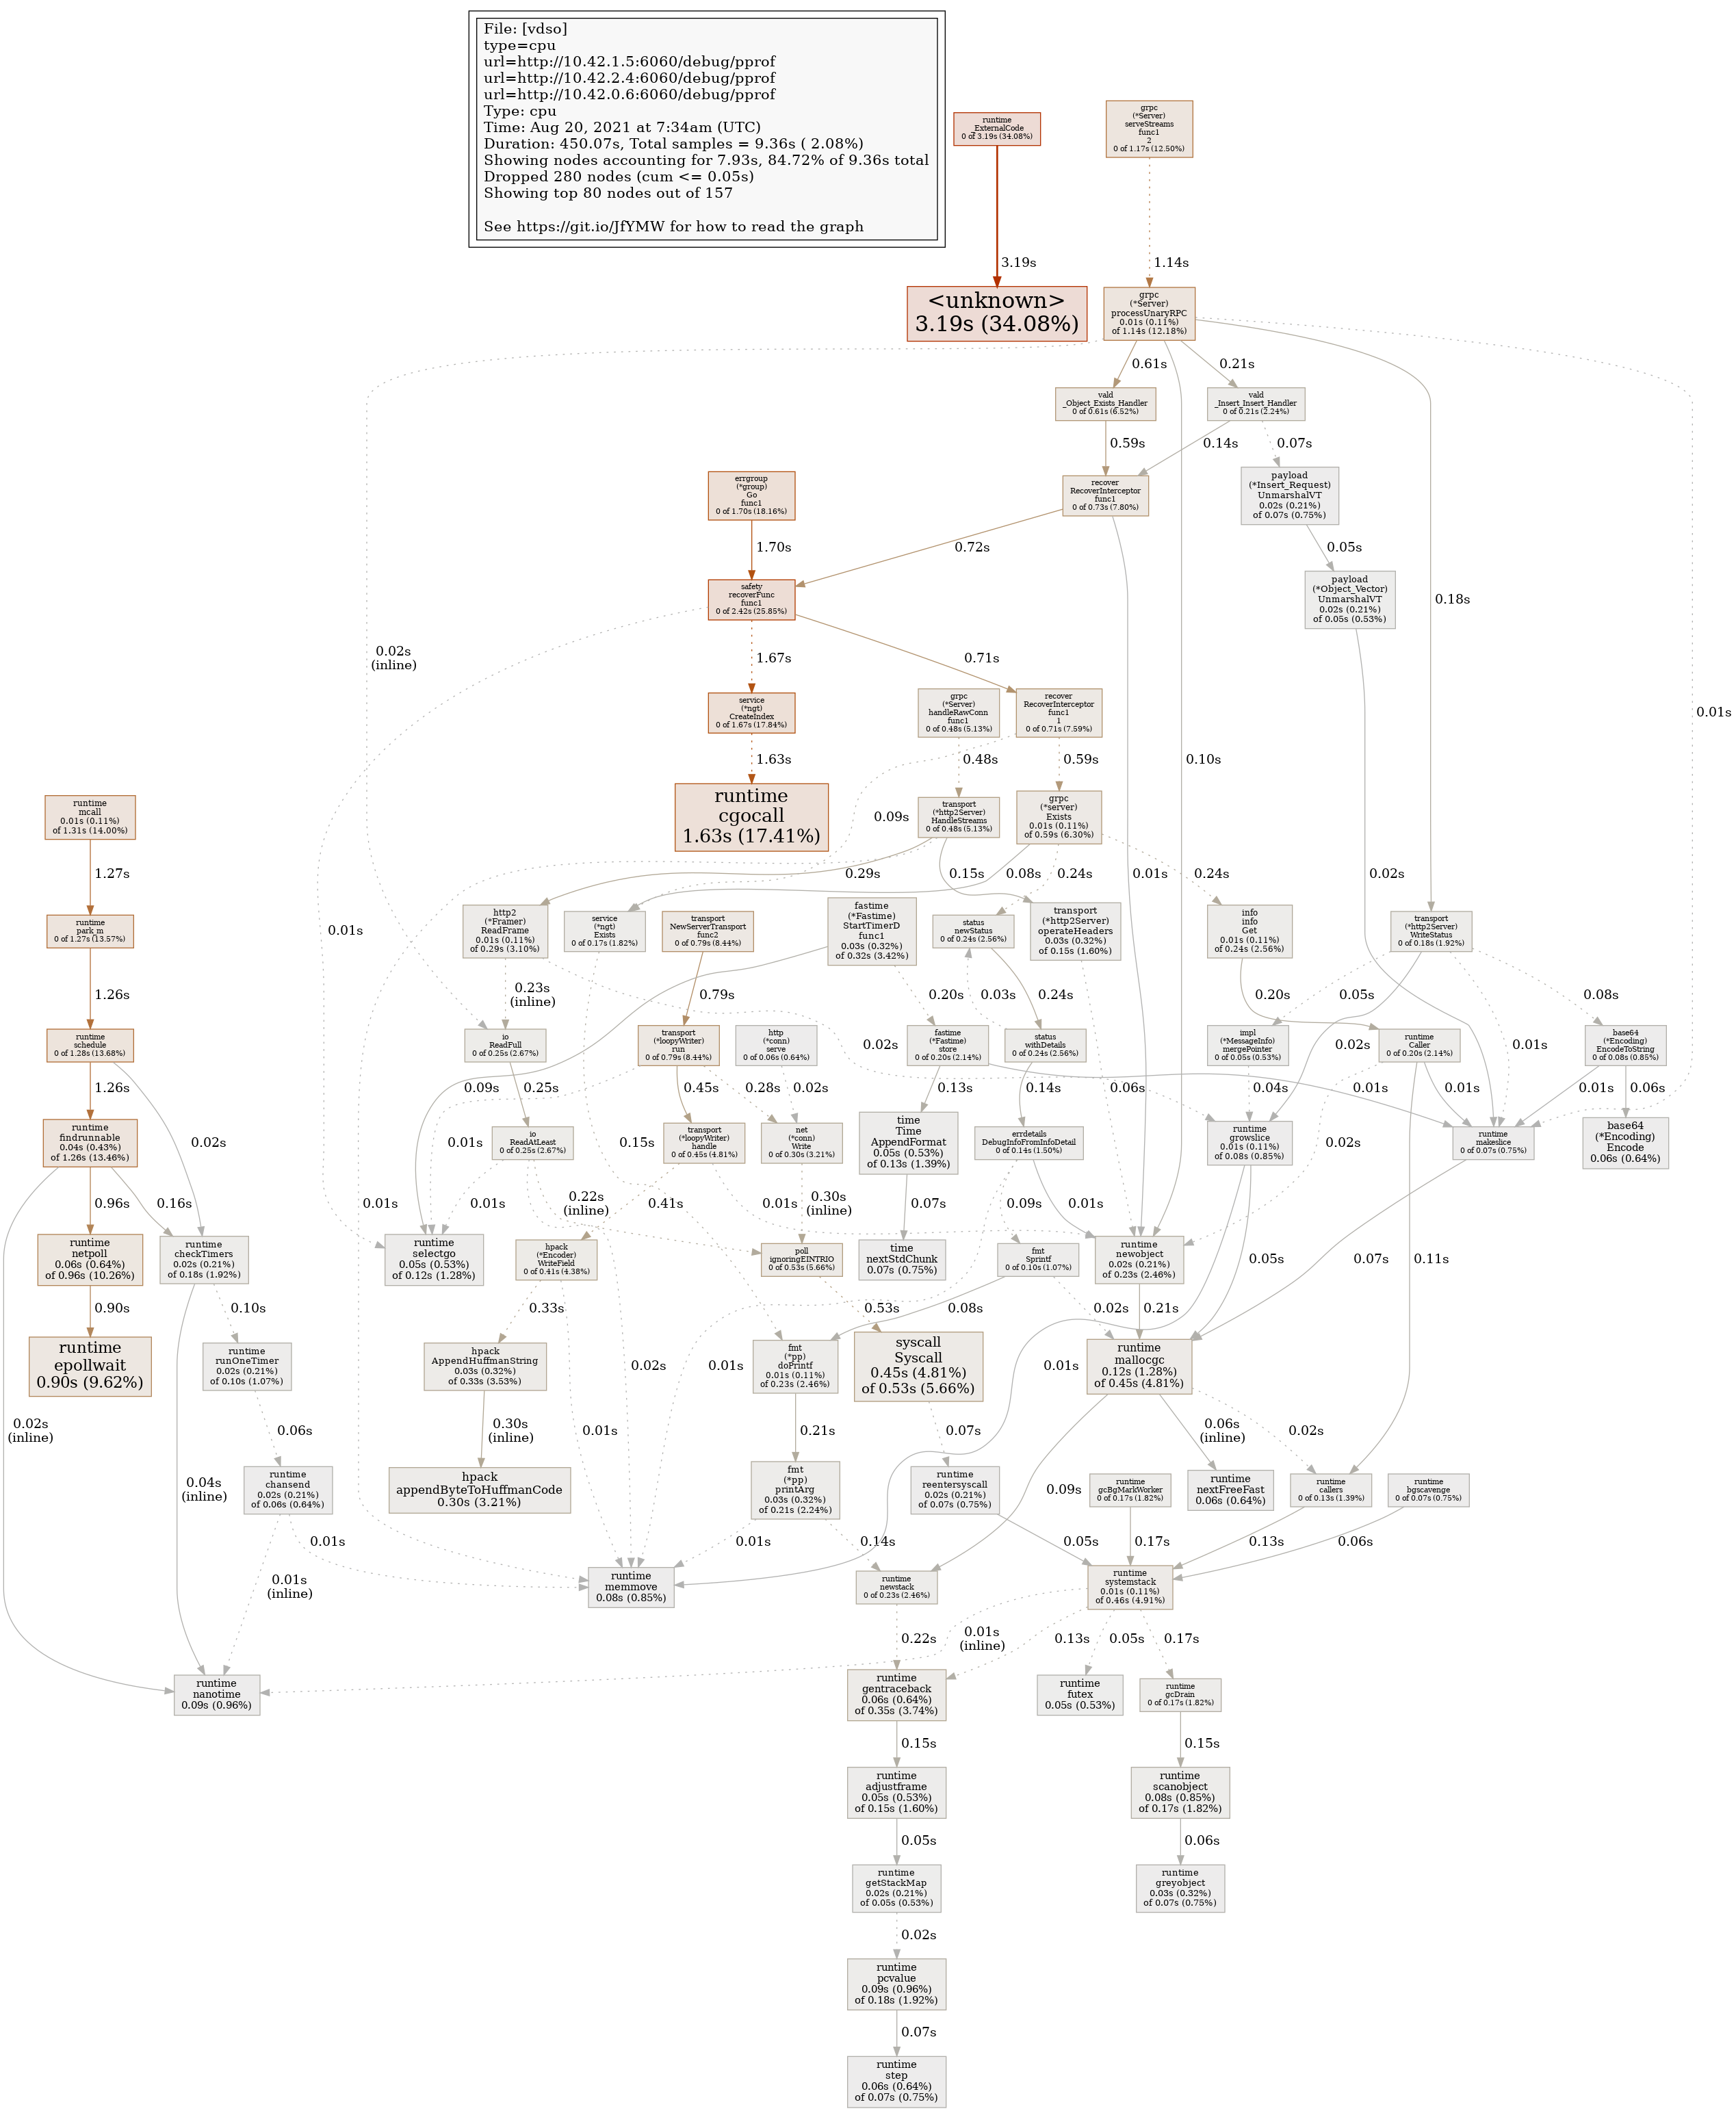 File: [vdso]
type=cpu
url=http://10.42.1.5:6060/debug/pprof
url=http://10.42.2.4:6060/debug/pprof
url=http://10.42.0.6:6060/debug/pprof
Type: cpu
Time: Aug 20, 2021 at 7:34am (UTC)
Duration: 450.07s, Total samples = 9.36s ( 2.08%)
Showing nodes accounting for 7.93s, 84.72% of 9.36s total
Dropped 280 nodes (cum <= 0.05s)
Showing top 80 nodes out of 157
See https://git.io/JfYMW for how to read the graph
runtime
_ExternalCode
0 of 3.19s (34.08%)
grpc
(*Server)
serveStreams
func1
2
0 of 1.17s (12.50%)
3.19s
1.14s
<unknown>
3.19s (34.08%)
grpc
(*Server)
processUnaryRPC
0.01s (0.11%)
of 1.14s (12.18%)
0.61s
0.21s
vald
_Object_Exists_Handler
0 of 0.61s (6.52%)
vald
_Insert_Insert_Handler
0 of 0.21s (2.24%)
0.59s
0.14s
0.07s
errgroup
(*group)
Go
func1
0 of 1.70s (18.16%)
recover
RecoverInterceptor
func1
0 of 0.73s (7.80%)
payload
(*Insert_Request)
UnmarshalVT
0.02s (0.21%)
of 0.07s (0.75%)
1.70s
0.72s
0.05s
safety
recoverFunc
func1
0 of 2.42s (25.85%)
payload
(*Object_Vector)
UnmarshalVT
0.02s (0.21%)
of 0.05s (0.53%)
0.18s
0.02s
(inline)
1.67s
0.71s
service
(*ngt)
CreateIndex
0 of 1.67s (17.84%)
grpc
(*Server)
handleRawConn
func1
0 of 0.48s (5.13%)
recover
RecoverInterceptor
func1
1
0 of 0.71s (7.59%)
0.01s
1.63s
0.48s
0.59s
0.10s
runtime
mcall
0.01s (0.11%)
of 1.31s (14.00%)
runtime
cgocall
1.63s (17.41%)
0.09s
transport
(*http2Server)
HandleStreams
0 of 0.48s (5.13%)
grpc
(*server)
Exists
0.01s (0.11%)
of 0.59s (6.30%)
1.27s
0.29s
0.15s
0.08s
0.24s
0.24s
0.01s
0.02s
runtime
park_m
0 of 1.27s (13.57%)
0.01s
http2
(*Framer)
ReadFrame
0.01s (0.11%)
of 0.29s (3.10%)
service
(*ngt)
Exists
0 of 0.17s (1.82%)
transport
NewServerTransport
func2
0 of 0.79s (8.44%)
fastime
(*Fastime)
StartTimerD
func1
0.03s (0.32%)
of 0.32s (3.42%)
status
newStatus
0 of 0.24s (2.56%)
transport
(*http2Server)
operateHeaders
0.03s (0.32%)
of 0.15s (1.60%)
info
info
Get
0.01s (0.11%)
of 0.24s (2.56%)
transport
(*http2Server)
WriteStatus
0 of 0.18s (1.92%)
1.26s
0.23s
(inline)
0.79s
0.20s
0.03s
0.24s
0.20s
0.05s
0.08s
runtime
schedule
0 of 1.28s (13.68%)
io
ReadFull
0 of 0.25s (2.67%)
transport
(*loopyWriter)
run
0 of 0.79s (8.44%)
http
(*conn)
serve
0 of 0.06s (0.64%)
0.02s
fastime
(*Fastime)
store
0 of 0.20s (2.14%)
status
withDetails
0 of 0.24s (2.56%)
impl
(*MessageInfo)
mergePointer
0 of 0.05s (0.53%)
0.02s
runtime
Caller
0 of 0.20s (2.14%)
0.01s
base64
(*Encoding)
EncodeToString
0 of 0.08s (0.85%)
1.26s
0.09s
0.25s
0.45s
0.28s
0.02s
0.13s
0.14s
0.06s
0.04s
0.01s
0.01s
0.01s
0.06s
runtime
findrunnable
0.04s (0.43%)
of 1.26s (13.46%)
0.02s
io
ReadAtLeast
0 of 0.25s (2.67%)
0.01s
0.15s
transport
(*loopyWriter)
handle
0 of 0.45s (4.81%)
net
(*conn)
Write
0 of 0.30s (3.21%)
time
Time
AppendFormat
0.05s (0.53%)
of 0.13s (1.39%)
errdetails
DebugInfoFromInfoDetail
0 of 0.14s (1.50%)
0.02s
runtime
growslice
0.01s (0.11%)
of 0.08s (0.85%)
runtime
makeslice
0 of 0.07s (0.75%)
base64
(*Encoding)
Encode
0.06s (0.64%)
0.96s
0.16s
0.01s
0.01s
0.22s
(inline)
0.41s
0.01s
0.30s
(inline)
0.07s
0.09s
0.01s
runtime
netpoll
0.06s (0.64%)
of 0.96s (10.26%)
runtime
checkTimers
0.02s (0.21%)
of 0.18s (1.92%)
runtime
selectgo
0.05s (0.53%)
of 0.12s (1.28%)
hpack
(*Encoder)
WriteField
0 of 0.41s (4.38%)
poll
ignoringEINTRIO
0 of 0.53s (5.66%)
time
nextStdChunk
0.07s (0.75%)
fmt
Sprintf
0 of 0.10s (1.07%)
runtime
newobject
0.02s (0.21%)
of 0.23s (2.46%)
0.05s
0.07s
0.11s
0.90s
0.10s
0.33s
0.53s
0.08s
0.02s
0.21s
runtime
epollwait
0.90s (9.62%)
runtime
runOneTimer
0.02s (0.21%)
of 0.10s (1.07%)
hpack
AppendHuffmanString
0.03s (0.32%)
of 0.33s (3.53%)
0.02s
0.01s
fmt
(*pp)
doPrintf
0.01s (0.11%)
of 0.23s (2.46%)
syscall
Syscall
0.45s (4.81%)
of 0.53s (5.66%)
0.01s
runtime
mallocgc
0.12s (1.28%)
of 0.45s (4.81%)
0.02s
(inline)
0.06s
0.30s
(inline)
0.01s
0.21s
0.07s
0.06s
(inline)
0.02s
0.04s
(inline)
runtime
chansend
0.02s (0.21%)
of 0.06s (0.64%)
hpack
appendByteToHuffmanCode
0.30s (3.21%)
fmt
(*pp)
printArg
0.03s (0.32%)
of 0.21s (2.24%)
runtime
reentersyscall
0.02s (0.21%)
of 0.07s (0.75%)
0.09s
runtime
gcBgMarkWorker
0 of 0.17s (1.82%)
runtime
nextFreeFast
0.06s (0.64%)
runtime
callers
0 of 0.13s (1.39%)
runtime
bgscavenge
0 of 0.07s (0.75%)
0.01s
0.01s
0.14s
0.05s
0.17s
0.13s
0.06s
0.01s
(inline)
runtime
memmove
0.08s (0.85%)
runtime
newstack
0 of 0.23s (2.46%)
runtime
systemstack
0.01s (0.11%)
of 0.46s (4.91%)
0.22s
0.01s
(inline)
0.13s
0.05s
0.17s
runtime
nanotime
0.09s (0.96%)
runtime
gentraceback
0.06s (0.64%)
of 0.35s (3.74%)
runtime
futex
0.05s (0.53%)
runtime
gcDrain
0 of 0.17s (1.82%)
0.15s
0.15s
runtime
adjustframe
0.05s (0.53%)
of 0.15s (1.60%)
runtime
scanobject
0.08s (0.85%)
of 0.17s (1.82%)
0.05s
0.06s
runtime
getStackMap
0.02s (0.21%)
of 0.05s (0.53%)
runtime
greyobject
0.03s (0.32%)
of 0.07s (0.75%)
0.02s
runtime
pcvalue
0.09s (0.96%)
of 0.18s (1.92%)
0.07s
runtime
step
0.06s (0.64%)
of 0.07s (0.75%)